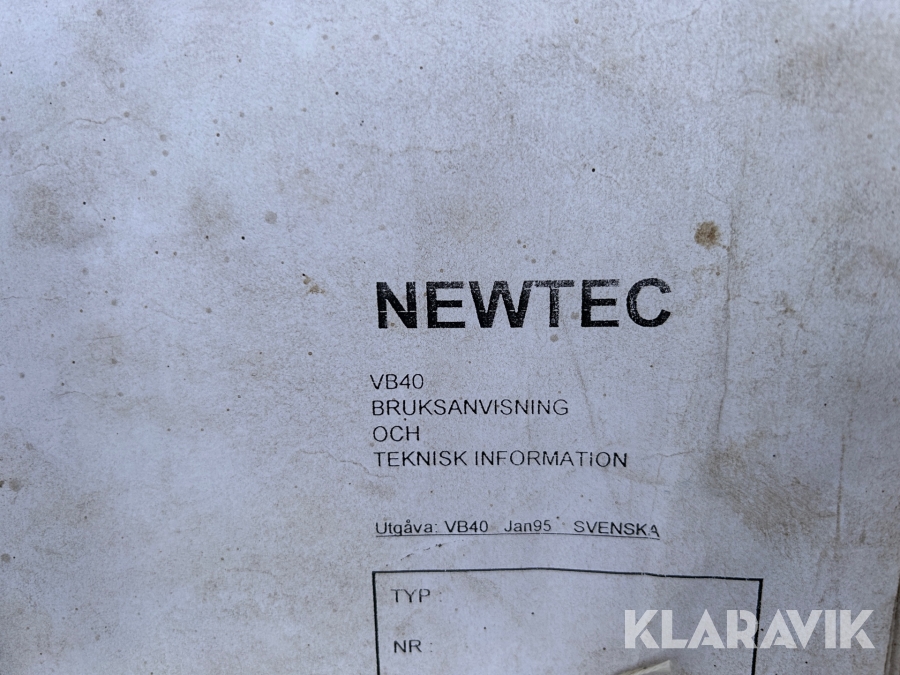 NEWTEC
VB40
BRUKSANVISNING
OCH
TEKNISK INFORMATION
Utgåva: VB40 Jan95 SVENSKA
TYP :
NR :
KLARAVIK